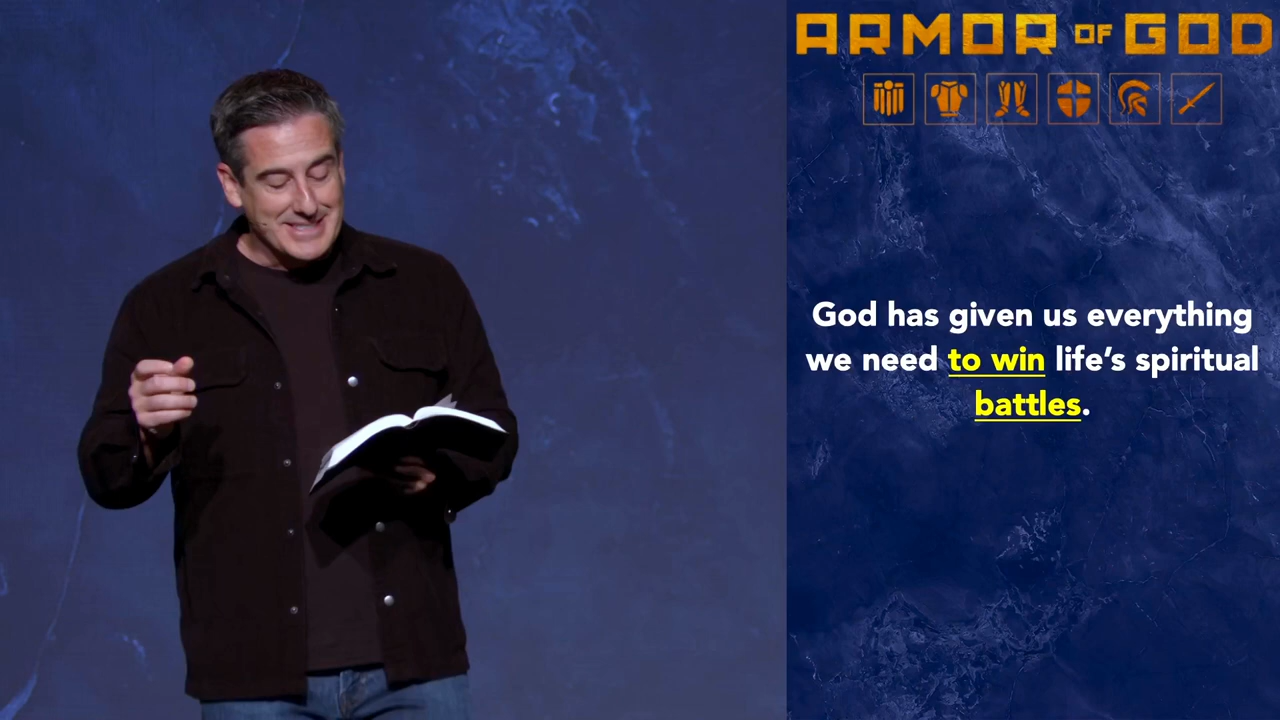 ARMOR OF GOD
God has given us everything
we need to win life's spiritual
battles.